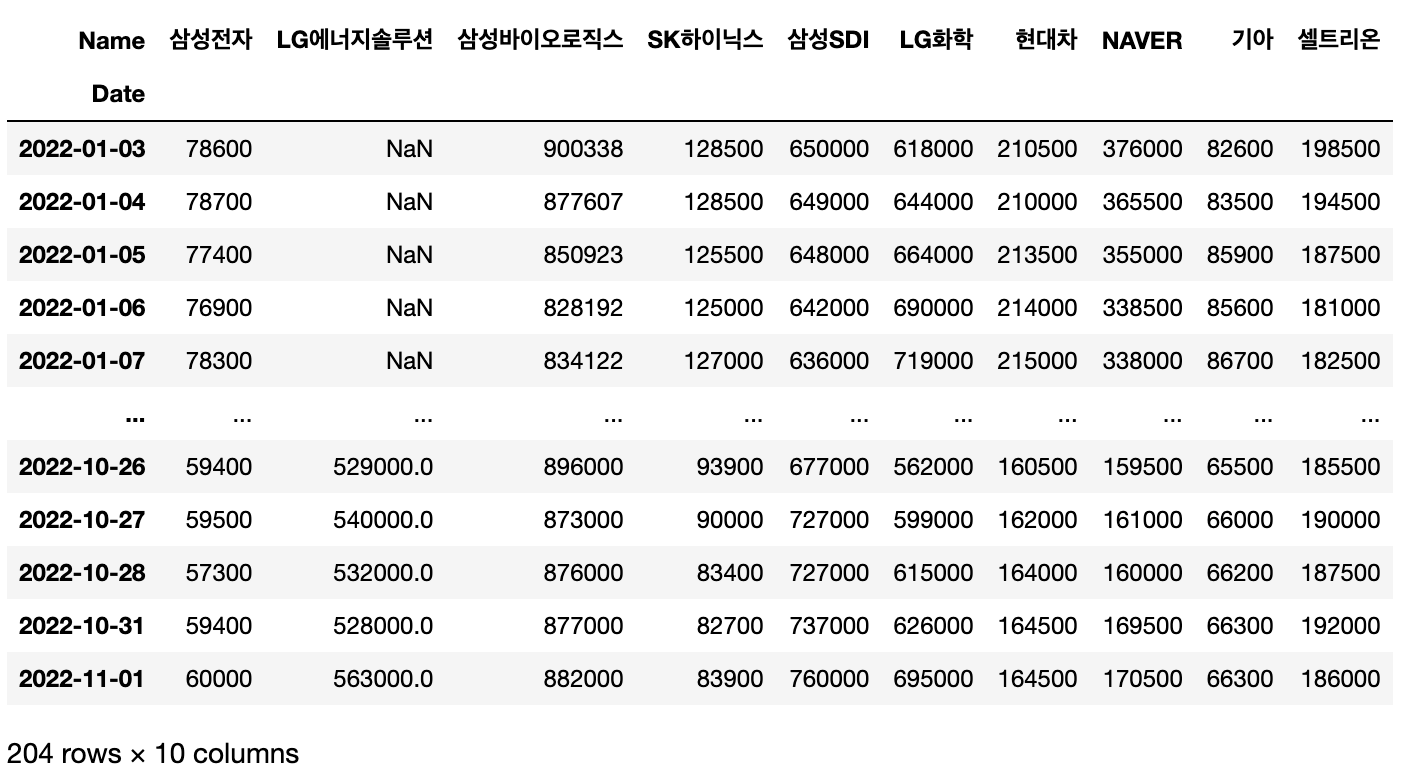 Name 삼성전자 LG에너지솔루션 삼성바이오로직스 SK하이닉스 삼성SDI LG화학 현대차 NAVER 기아 셀트리온
Date
2022-01-03 78600 NaN 900338 128500 650000 618000 210500 376000 82600 198500
2022-01-04 78700 NaN 877607 128500 649000 644000 210000 365500 83500 194500
2022-01-05 77400 NaN 850923 125500 648000 664000 213500 355000 85900 187500
2022-01-06 76900 NaN 828192 125000 642000 690000 214000 338500 85600 181000
2022-01-07 78300 NaN 834122 127000 636000 719000 215000 338000 86700 182500
... ... ... ... ... ... ... ... ... ... ...
2022-10-26 59400 529000.0 896000 93900 677000 562000 160500 159500 65500 185500
2022-10-27 59500 540000.0 873000 90000 727000 599000 162000 161000 66000 190000
2022-10-28 57300 532000.0 876000 83400 727000 615000 164000 160000 66200 187500
2022-10-31 59400 528000.0 877000 82700 737000 626000 164500 169500 66300 192000
2022-11-01 60000 563000.0 882000 83900 760000 695000 164500 170500 66300 186000
204 rows × 10 columns